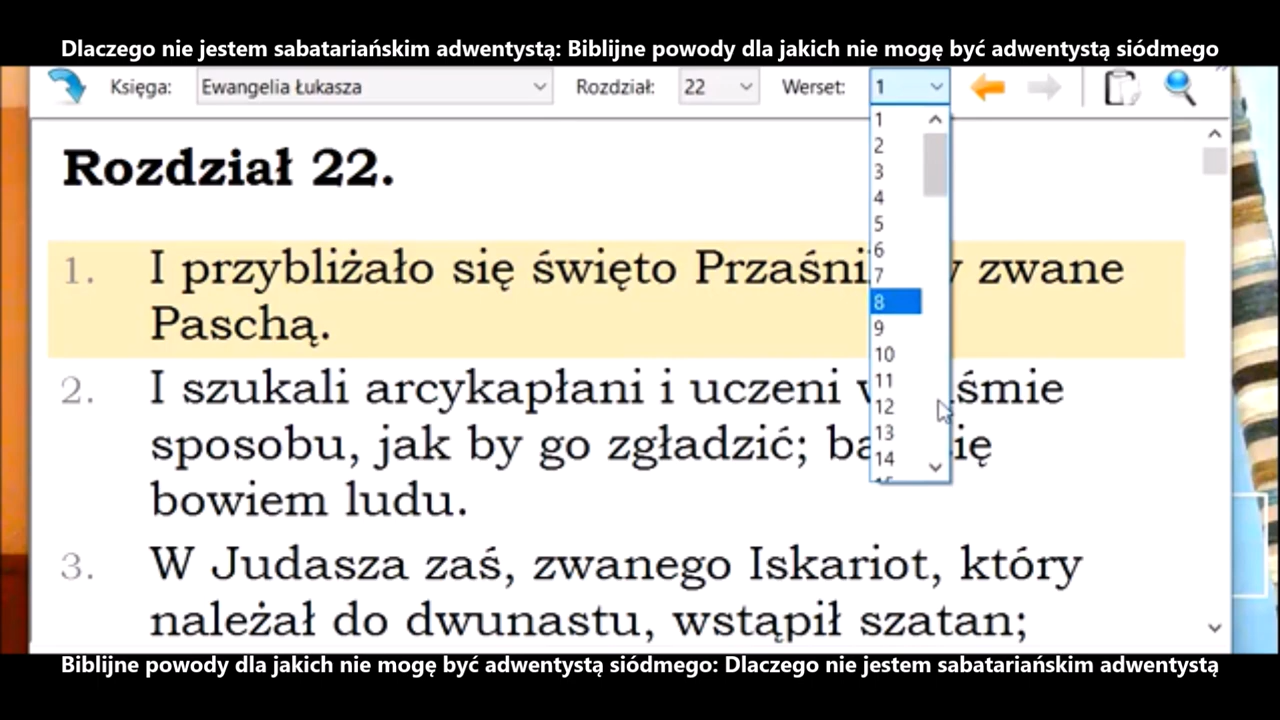 Dlaczego nie jestem sabatariańskim adwentystą: Biblijne powody dla jakich nie mogę być adwentystą siódmego
Księga: Ewangelia Łukasza Rozdział: 22 Werset: 1
1
2
3
4
5
6
7
8
9
10
11
12
13
14
Rozdział 22.
1. I przybliżało się święto zwane
Paschą.
2. I szukali arcykapłani i uczeni
sposobu, jak by go zgładzić;
bowiem ludu.
3. W Judasza zaś, zwanego Iskariot, który
należał do dwunastu, wstąpił szatan;
Biblijne powody dla jakich nie mogę być adwentystą siódmego: Dlaczego nie jestem sabatariańskim adwentystą